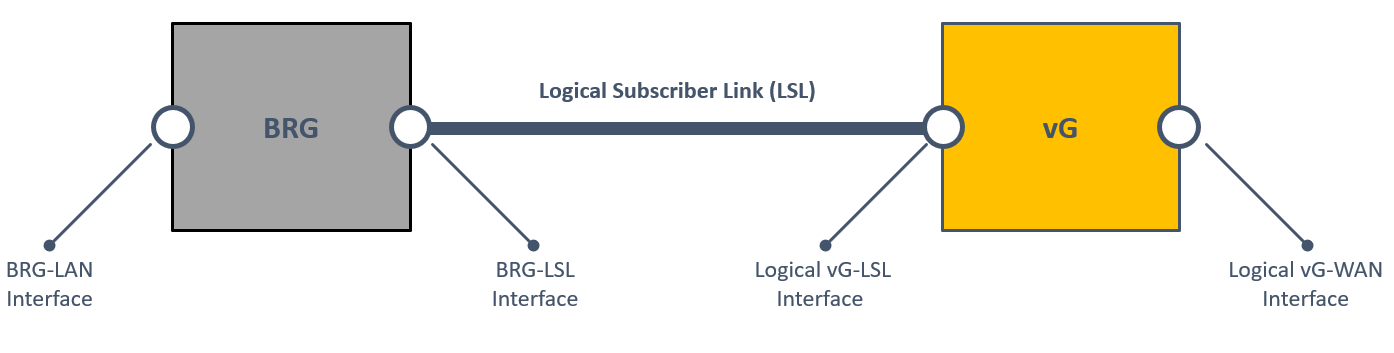 Logical Subscriber Link (LSL)
BRG
vG
BRG-LAN
Interface
BRG-LSL
Interface
Logical vG-LSL
Interface
Logical vG-WAN
Interface